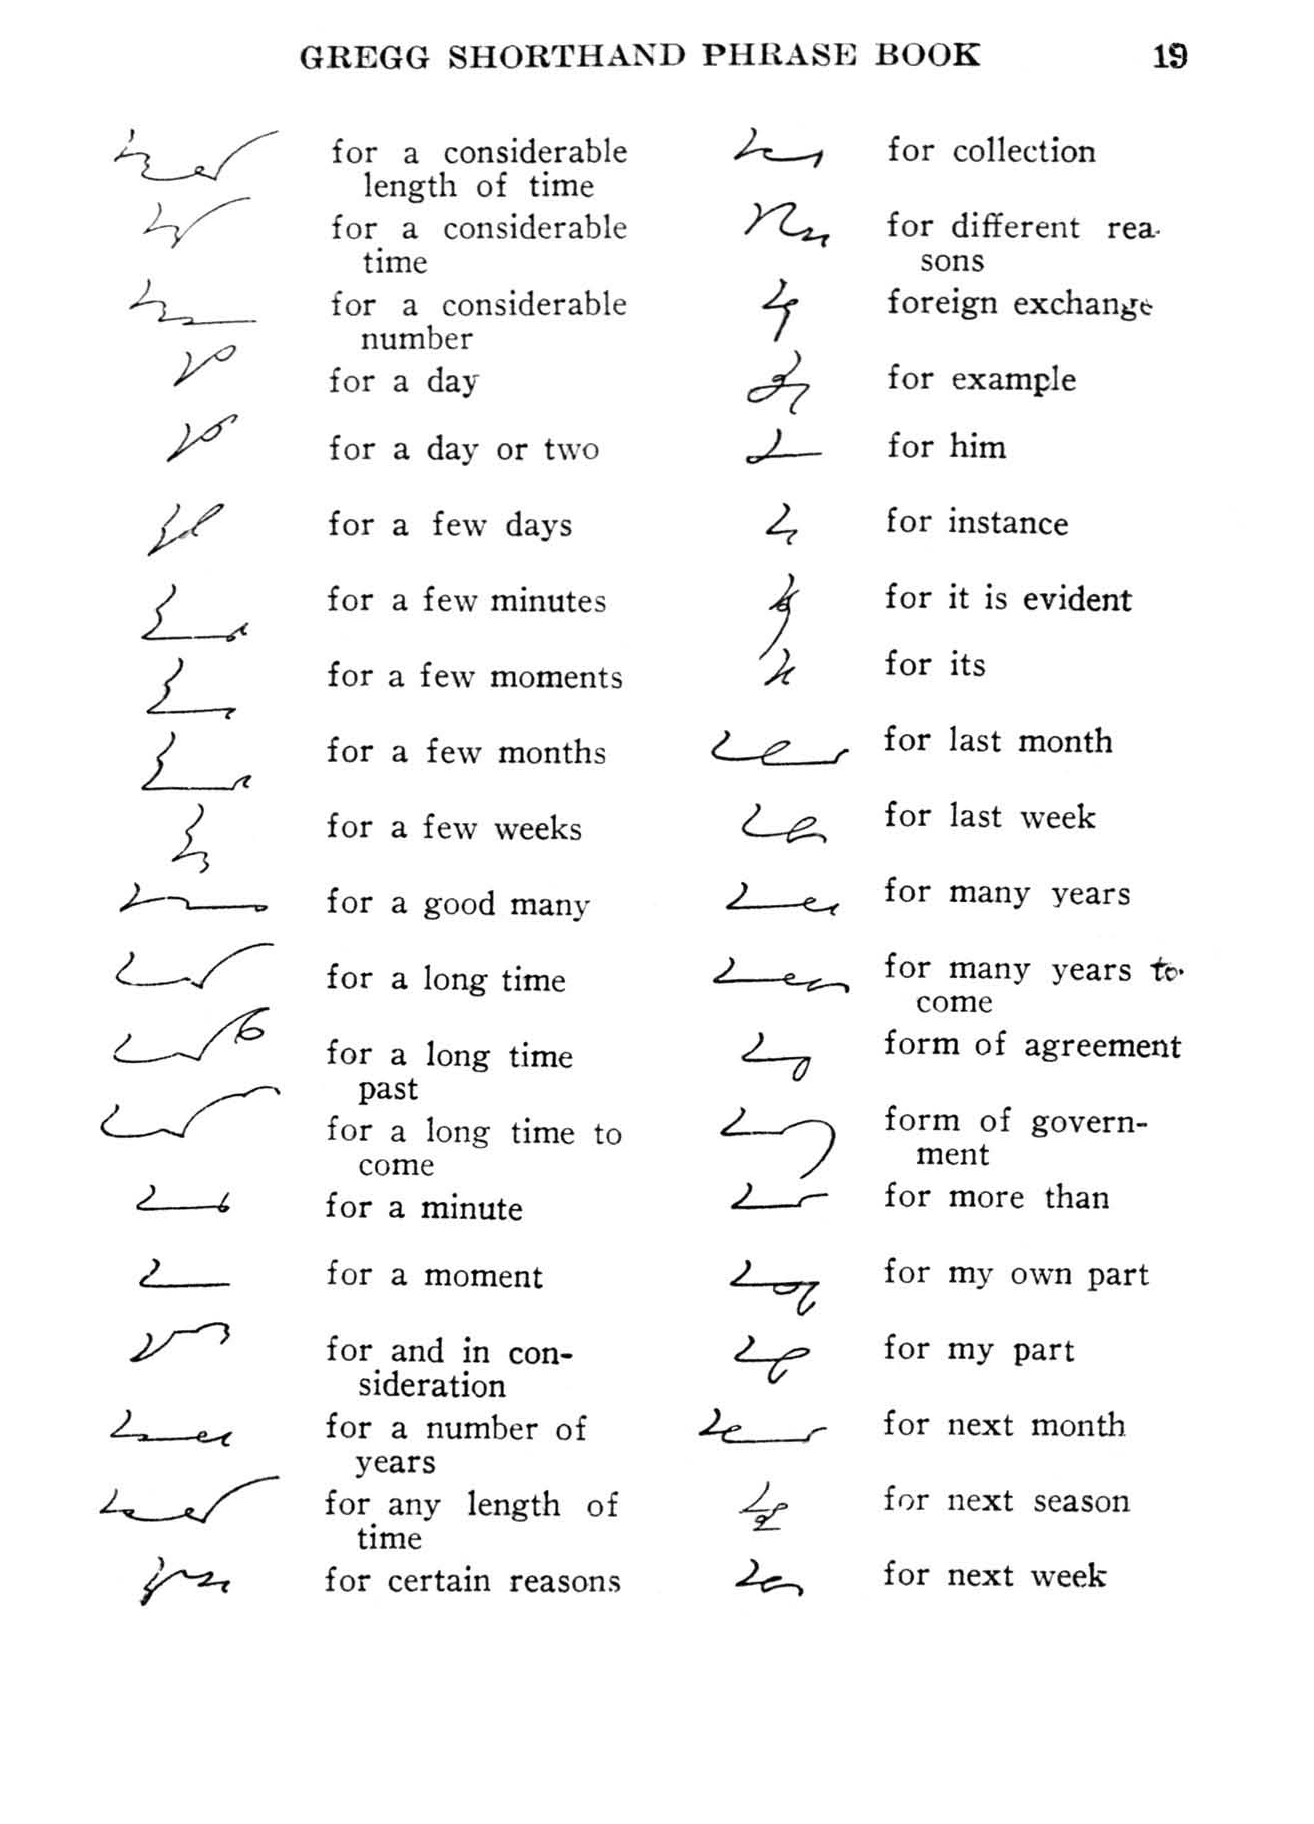 GREGG SHORTHAND PHRASE BOOK 19
for a considerable
length of time
for a considerable
time
for a considerable
number
for a day
for a day or two
for a few days
for a few minutes
for a few moments
for a few months
for a few weeks
for a good many
for a long time
for a long time
past
for a long time to
come
for a minute
for a moment
for and in con-
sideration
for a number of
years
for any length of
time
for certain reasons
for collection
for different rea-
sons
foreign exchange
for example
for him
for instance
for it is evident
for its
for last month
for last week
for many years
for many years to
come
form of agreement
form of govern-
ment
for more than
for my own part
for my part
for next month
for next season
for next week